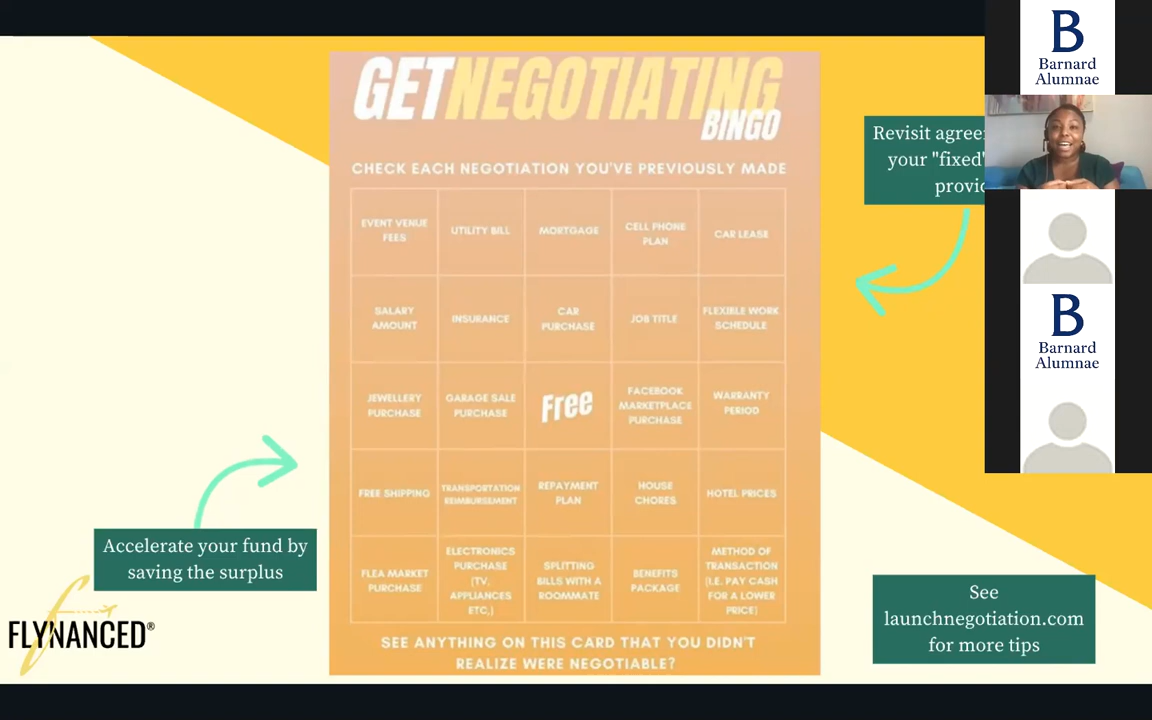 GET NEGOTIATING
BINGO
CHECK EACH NEGOTIATION YOU'VE PREVIOUSLY MADE
EVENT VENUE
FEES
UTILITY BILL
MORTGAGE
CELL PHONE
PLAN
CAR LEASE
SALARY
AMOUNT
INSURANCE
CAR
PURCHASE
JOB TITLE
FLEXIBLE WORK
SCHEDULE
JEWELLERY
PURCHASE
GARAGE SALE
PURCHASE
Free
FACEBOOK
MARKETPLACE
PURCHASE
WARRANTY
PERIOD
FREE SHIPPING
TRANSPORTATION
REIMBURSEMENT
REPAYMENT
PLAN
HOUSE
CHORES
HOTEL PRICES
FLEA MARKET
PURCHASE
ELECTRONICS
PURCHASE
(TV,
APPLIANCES
ETC,)
SPLITTING
BILLS WITH A
ROOMMATE
BENEFITS
PACKAGE
METHOD OF
TRANSACTION
(I.E. PAY CASH
FOR A LOWER
PRICE)
SEE ANYTHING ON THIS CARD THAT YOU DIDN'T
REALIZE WERE NEGOTIABLE?
Revisit
your "fixed"
Accelerate your fund by
saving the surplus
FLYNANCED®
See
launchnegotiation.com
for more tips
B
Barnard
Alumnae
B
Barnard
Alumnae